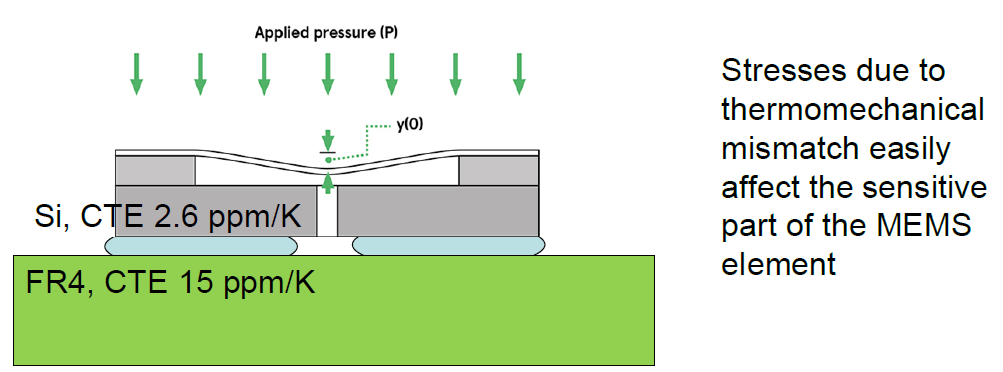 Applied pressure (P)
y(0)
Si, CTE 2.6 ppm/K
FR4, CTE 15 ppm/K
Stresses due to
thermomechanical
mismatch easily
affect the sensitive
part of the MEMS
element